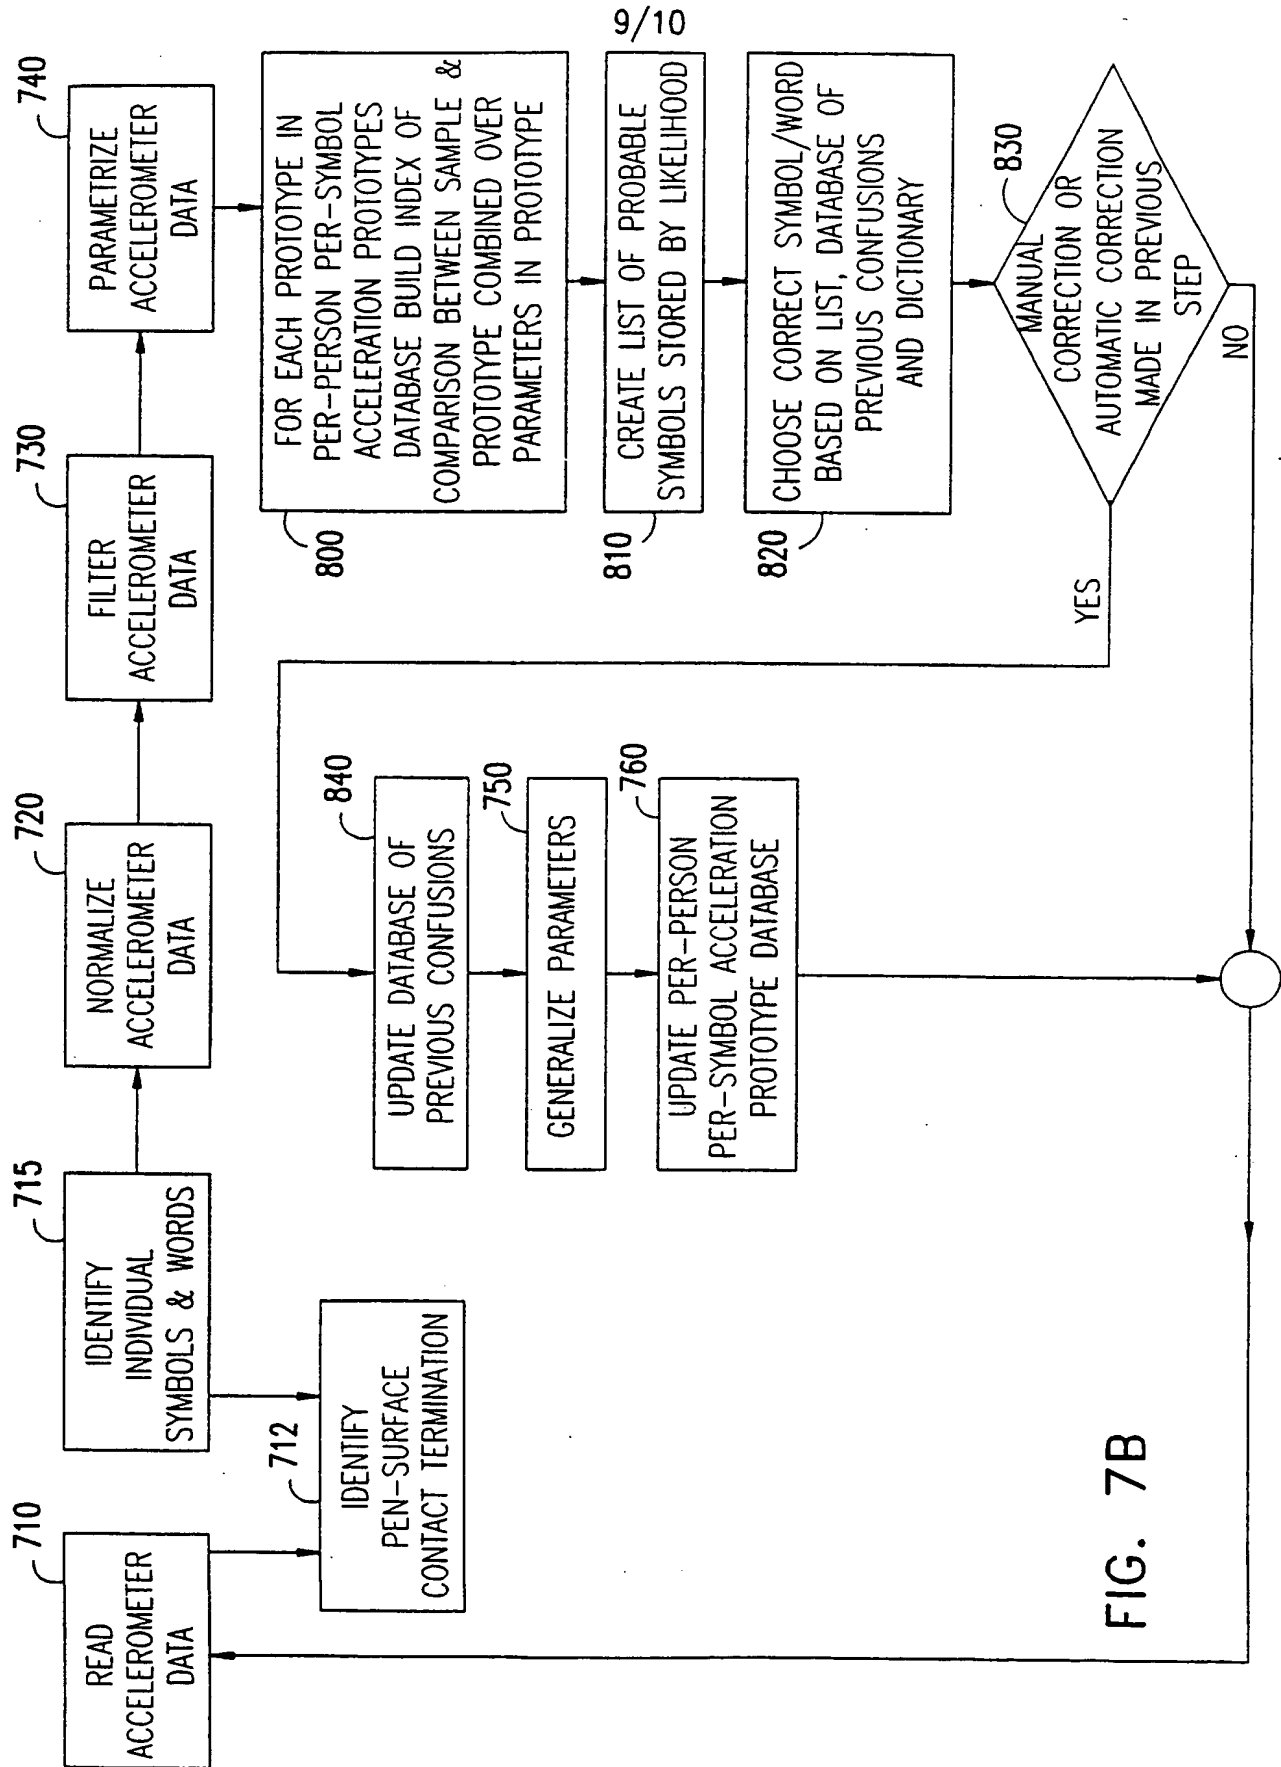 9/10
710
READ
ACCELEROMETER
DATA
712
IDENTIFY
PEN-SURFACE
CONTACT TERMINATION
715
IDENTIFY
INDIVIDUAL
SYMBOLS & WORDS
720
NORMALIZE
ACCELEROMETER
DATA
730
FILTER
ACCELEROMETER
DATA
740
PARAMETRIZE
ACCELEROMETER
DATA
800
FOR EACH PROTOTYPE IN
PER-PERSON PER-SYMBOL
ACCELERATION PROTOTYPES
DATABASE BUILD INDEX OF
COMPARISON BETWEEN SAMPLE &
PROTOTYPE COMBINED OVER
PARAMETERS IN PROTOTYPE
810
CREATE LIST OF PROBABLE
SYMBOLS STORED BY LIKELIHOOD
820
CHOOSE CORRECT SYMBOL/WORD
BASED ON LIST, DATABASE OF
PREVIOUS CONFUSIONS
AND DICTIONARY
830
MANUAL
CORRECTION OR
AUTOMATIC CORRECTION
MADE IN PREVIOUS
STEP
YES
NO
840
UPDATE DATABASE OF
PREVIOUS CONFUSIONS
750
GENERALIZE PARAMETERS
760
UPDATE PER-PERSON
PER-SYMBOL ACCELERATION
PROTOTYPE DATABASE
FIG. 7B